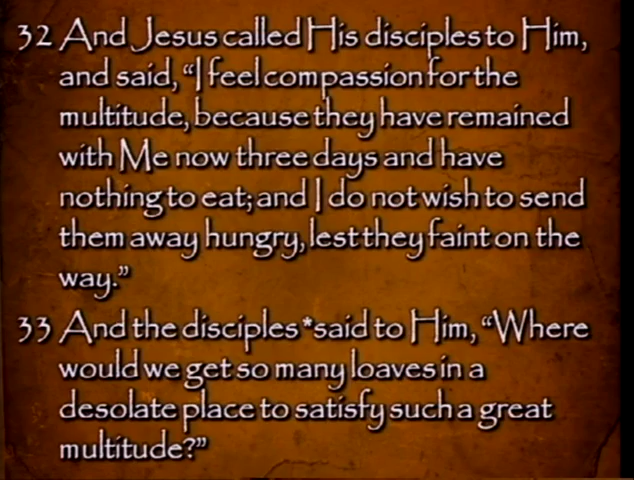 32 And Jesus called His disciples to Him,
and said, “I feel compassion for the
multitude, because they have remained
with Me now three days and have
nothing to eat; and I do not wish to send
them away hungry, lest they faint on the
way.”
33 And the disciples *said to Him, “Where
would we get so many loaves in a
desolate place to satisfy such a great
multitude?”